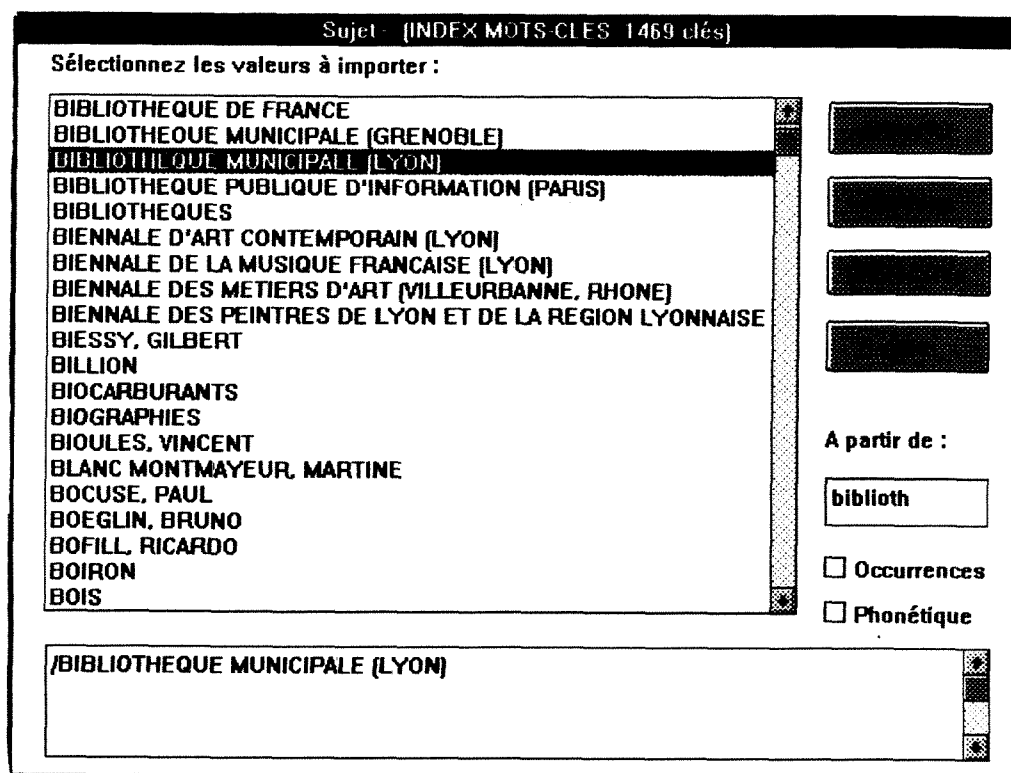 Sujet - (INDEX MOTS-CLES 1469 clés)
Sélectionnez les valeurs à importer :
BIBLIOTHEQUE DE FRANCE
BIBLIOTHEQUE MUNICIPALE (GRENOBLE)
BIBLIOTHEQUE MUNICIPALE (LYON)
BIBLIOTHEQUE PUBLIQUE D'INFORMATION (PARIS)
BIBLIOTHEQUES
BIENNALE D'ART CONTEMPORAIN (LYON)
BIENNALE DE LA MUSIQUE FRANCAISE (LYON)
BIENNALE DES METIERS D'ART (VILLEURBANNE, RHONE)
BIENNALE DES PEINTRES DE LYON ET DE LA REGION LYONNAISE
BIESSY, GILBERT
BILLION
BIOCARBURANTS
BIOGRAPHIES
BIOULES, VINCENT
BLANC MONTMAYEUR, MARTINE
BOCUSE, PAUL
BOEGLIN, BRUNO
BOFILL, RICARDO
BOIRON
BOIS
A partir de :
biblioth
Occurrences
Phonétique
/BIBLIOTHEQUE MUNICIPALE (LYON)